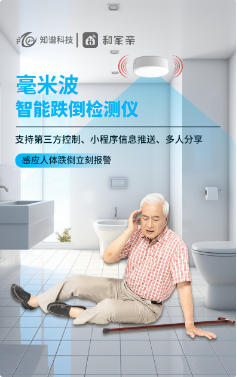 知谱科技 和家亲
毫米波
智能跌倒检测仪
支持第三方控制、小程序信息推送、多人分享
感应人体跌倒立刻报警